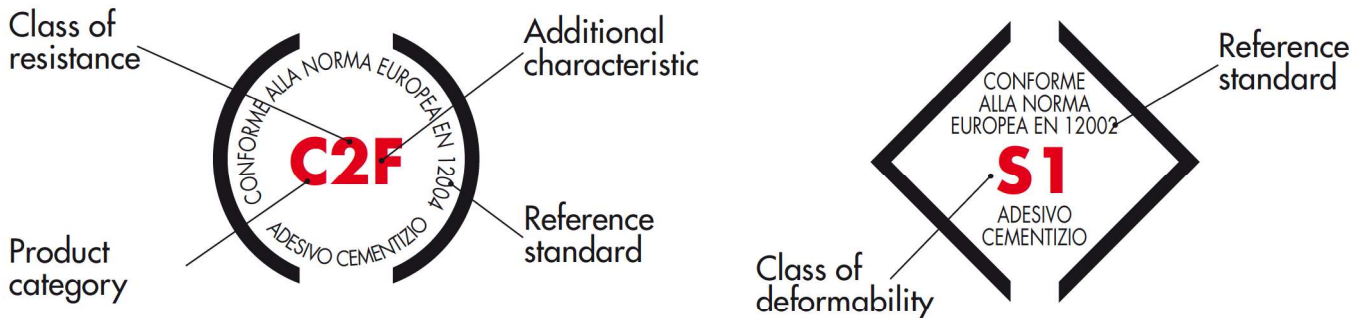 Class of
resistance
Additional
characteristic
CONFORME ALLA NORMA EUROPEA EN 12004
C2F
ADESIVO CEMENTIZIO
Product
category
Reference
standard
Reference
standard
CONFORME
ALLA NORMA
EUROPEA EN 12002
S1
ADESIVO
CEMENTIZIO
Class of
deformability